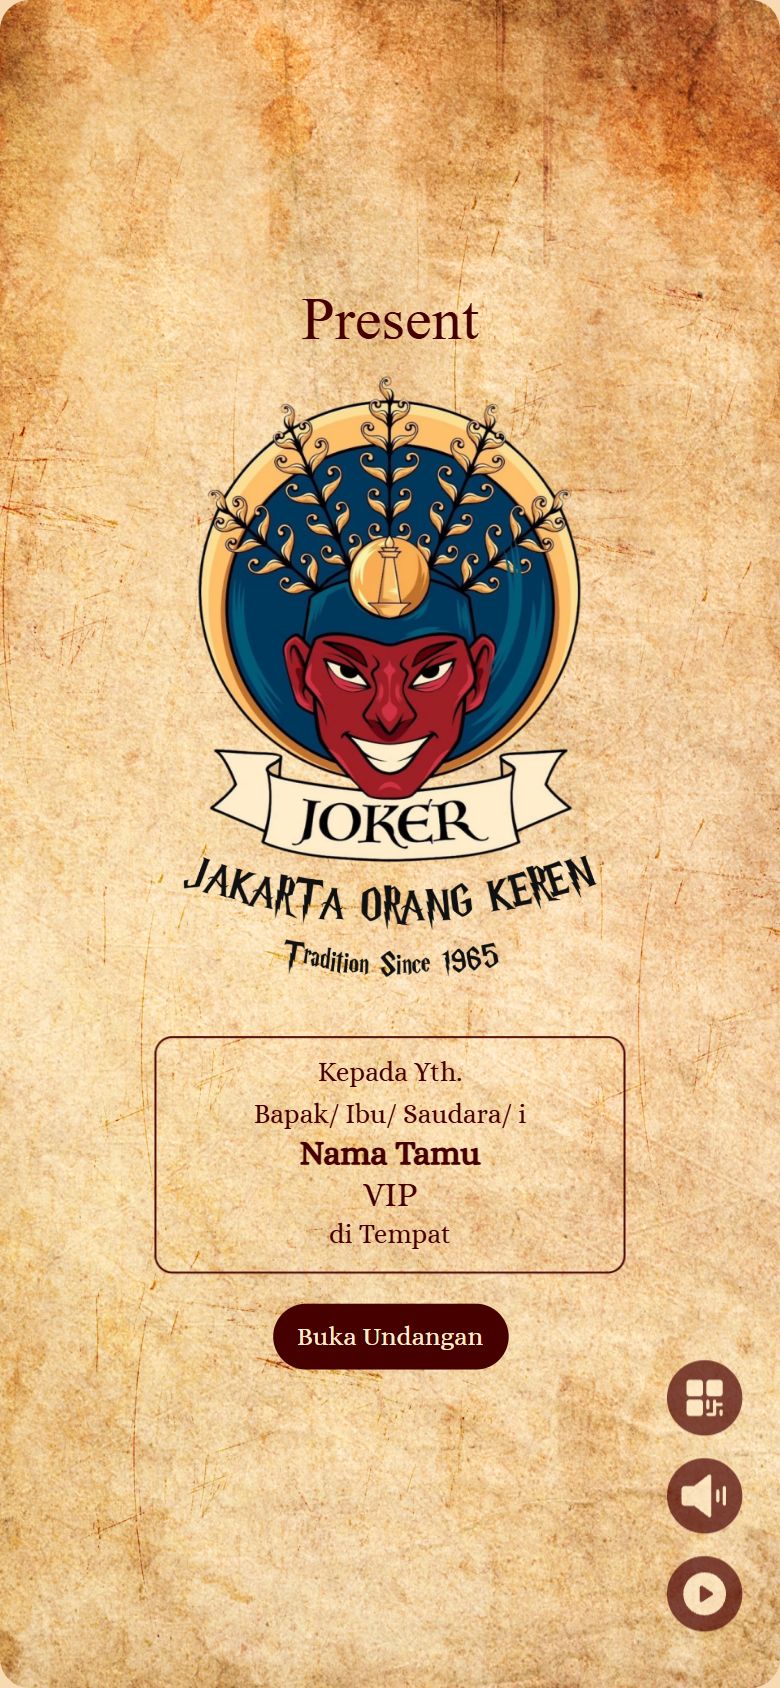 Present
JOKER
JAKARTA ORANG KEREN
Tradition Since 1965
Kepada Yth.
Bapak/ Ibu/ Saudara/ i
Nama Tamu
VIP
di Tempat
Buka Undangan